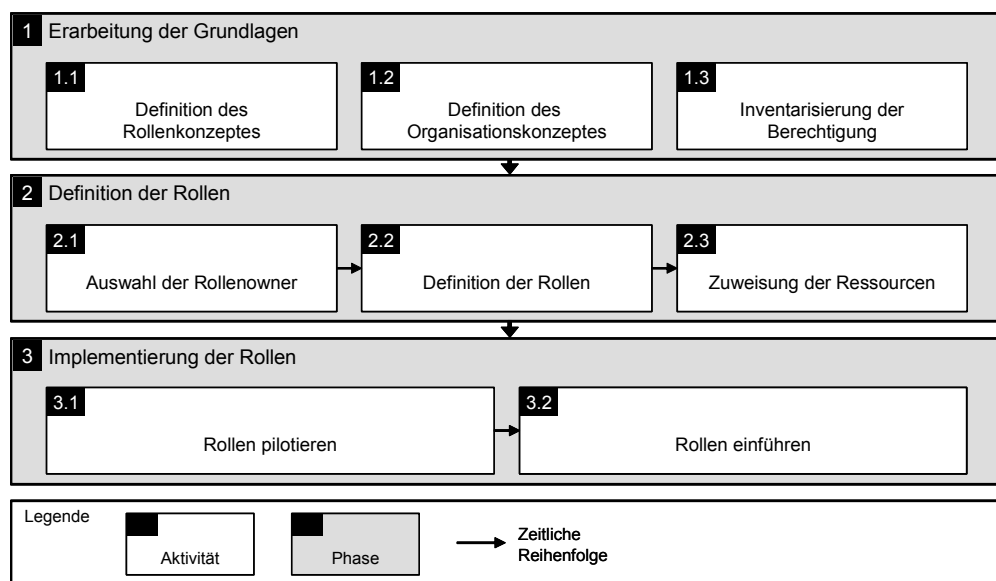 1 Erarbeitung der Grundlagen
1.1
Definition des
Rollenkonzeptes
1.2
Definition des
Organisationskonzeptes
1.3
Inventarisierung der
Berechtigung
2 Definition der Rollen
2.1
Auswahl der Rollenowner
2.2
Definition der Rollen
2.3
Zuweisung der Ressourcen
3 Implementierung der Rollen
3.1
Rollen pilotieren
3.2
Rollen einführen
Legende
Aktivität
Phase
Zeitliche
Reihenfolge